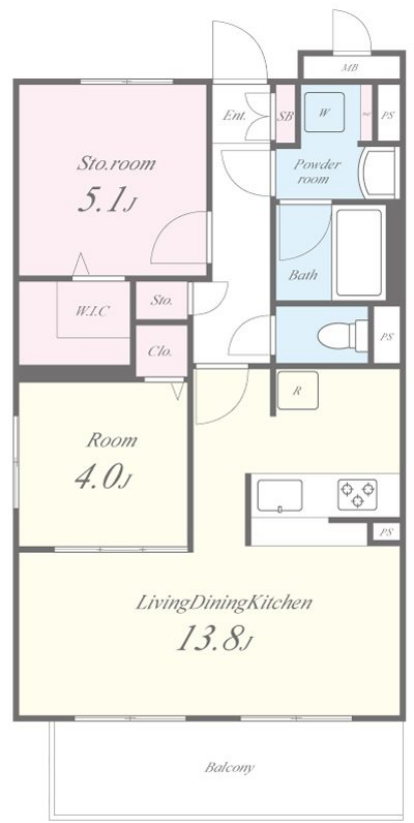 MB
Ent.
SB
W
PS
Sto.room
5.1J
Powder
room
Bath
W.I.C
Sto.
Clo.
PS
R
Room
4.0J
PS
LivingDiningKitchen
13.8J
Balcony